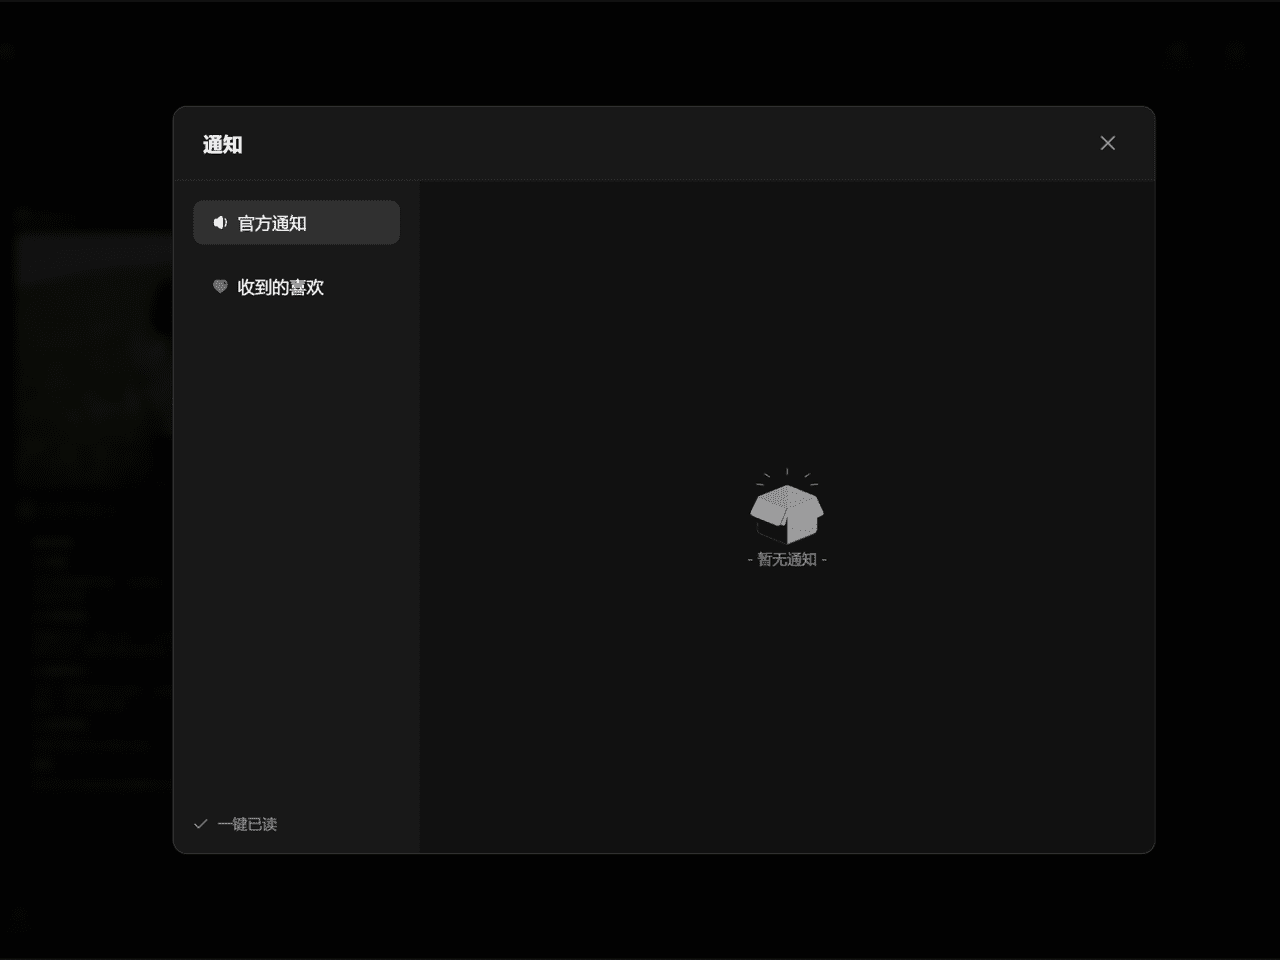 通知
官方通知
收到的喜欢
- 暂无通知 -
一键已读